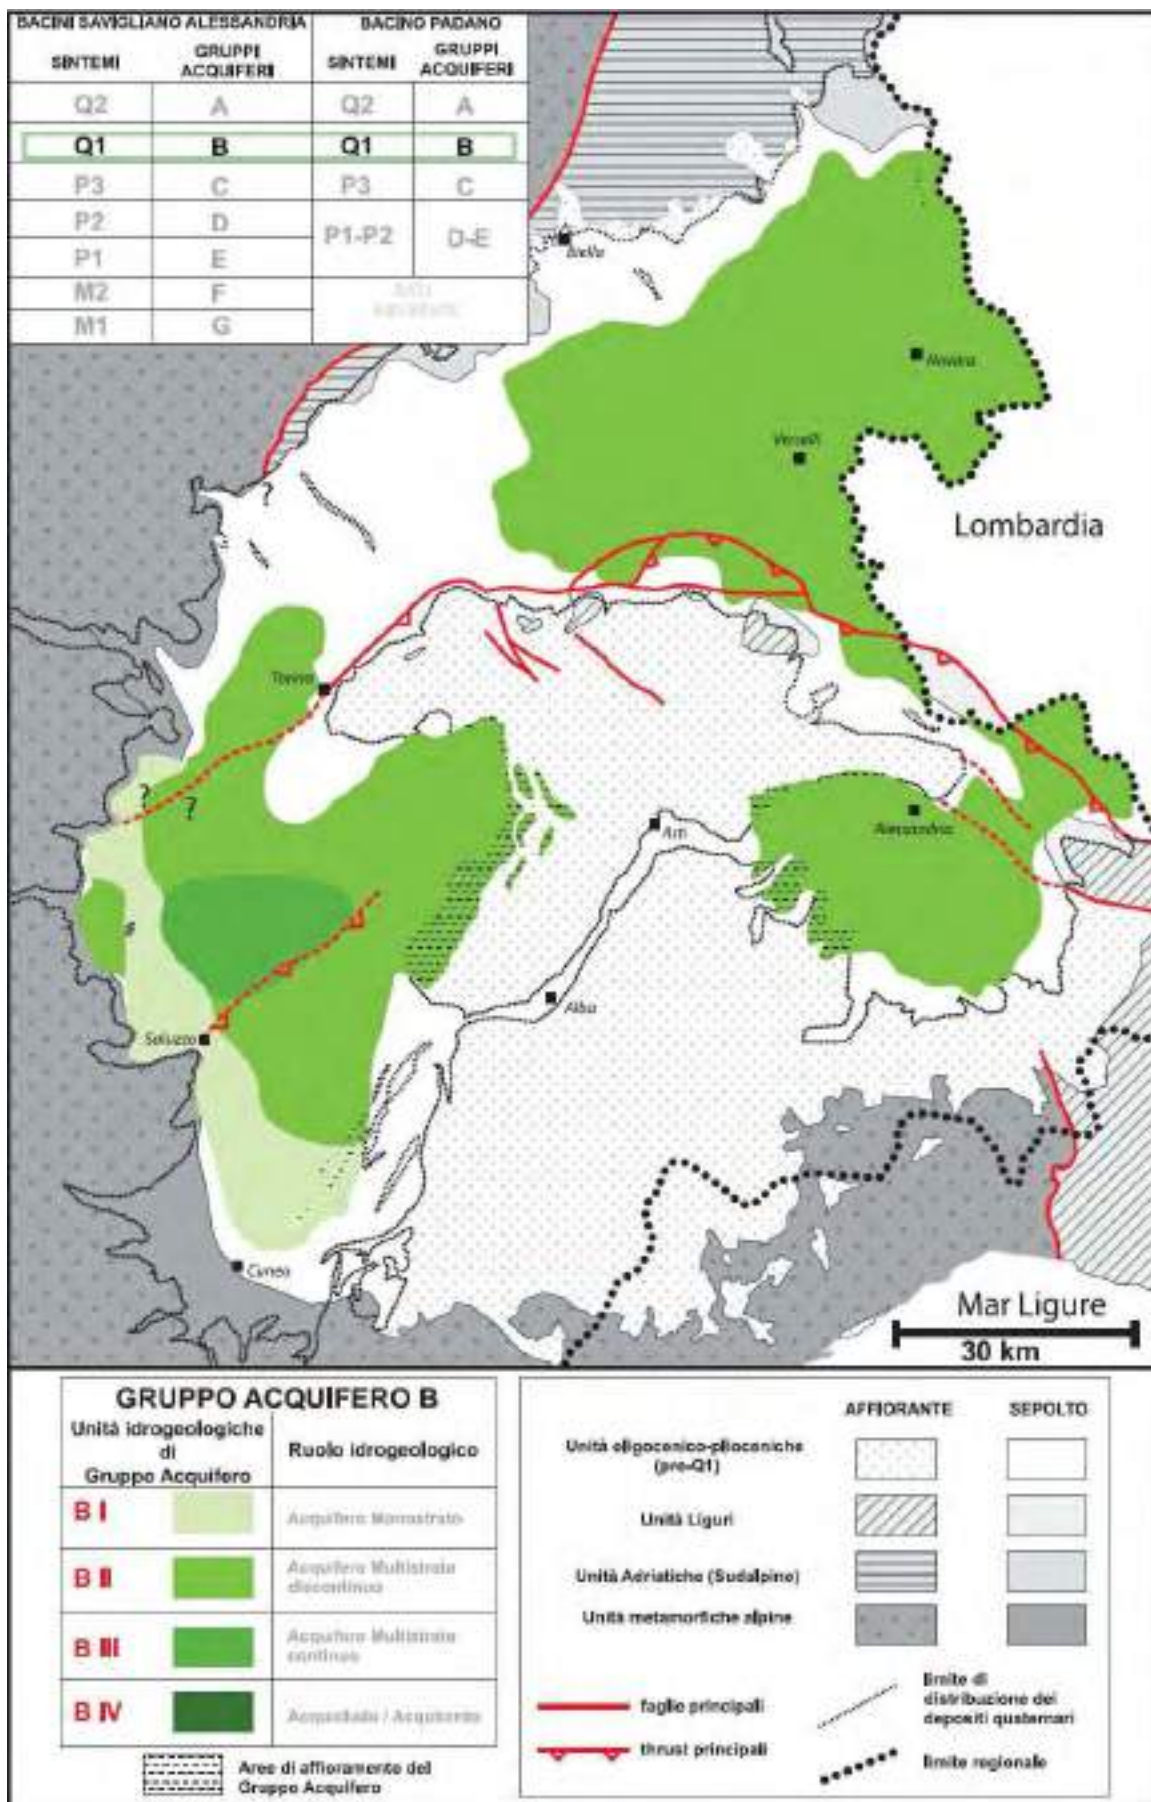 BACINI SAVIGLIANO ALESSANDRIA
BACINO PADANO
SINTEMI
GRUPPI
ACQUIFERI
SINTEMI
GRUPPI
ACQUIFERI
Q2 A Q2 A
Q1 B Q1 B
P3 C P3 C
P2 D
P1-P2 D-E
P1 E
M2 F
M1 G
Biella
Novara
Vercelli
Lombardia
?
Torino
? ?
Asti
Alessandria
Alba
Saluzzo
Cuneo
Mar Ligure
30 km
GRUPPO ACQUIFERO B
Unità idrogeologiche
di
Gruppo Acquifero
Ruolo idrogeologico
B I
Acquifero Monostrato
B II
Acquifero Multistrato
discontinuo
B III
Acquifero Multistrato
continuo
B IV
Aree di affioramento del
Gruppo Acquifero
AFFIORANTE
SEPOLTO
Unità oligocenico-plioceniche
(pre-Q1)
Unità Liguri
Unità Adriatiche (Sudalpine)
Unità metamorfiche alpine
faglie principali
thrust principali
limite di
distribuzione dei
depositi quaternari
limite regionale